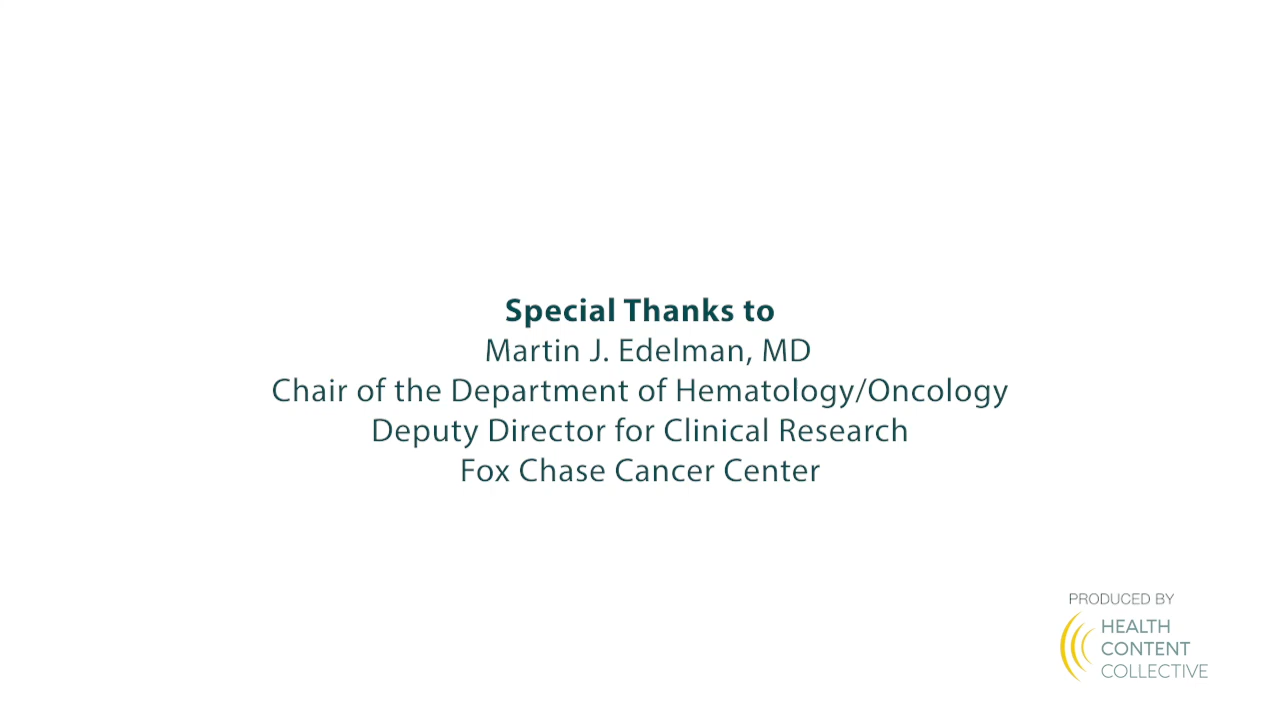 Special Thanks to
Martin J. Edelman, MD
Chair of the Department of Hematology/Oncology
Deputy Director for Clinical Research
Fox Chase Cancer Center
PRODUCED BY
HEALTH
CONTENT
COLLECTIVE